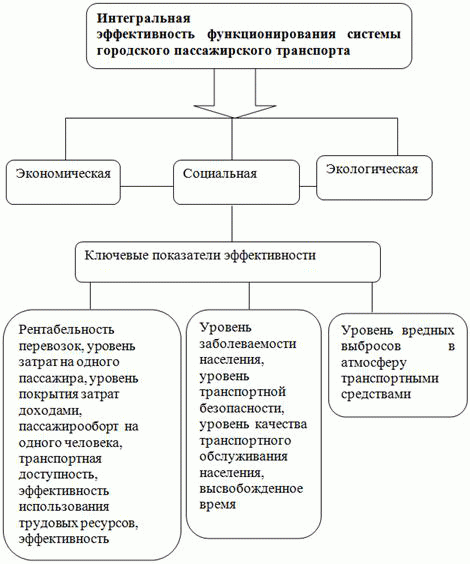 Интегральная
эффективность функционирования системы
городского пассажирского транспорта
Экономическая
Социальная
Экологическая
Ключевые показатели эффективности
Рентабельность
перевозок, уровень
затрат на одного
пассажира, уровень
покрытия затрат
доходами,
пассажирооборт на
одного человека,
транспортная
доступность,
эффективность
использования
трудовых ресурсов,
эффективность
Уровень
заболеваемости
населения,
уровень
транспортной
безопасности,
уровень качества
транспортного
обслуживания
населения,
высвобожденное
время
Уровень вредных
выбросов в
атмосферу
транспортными
средствами